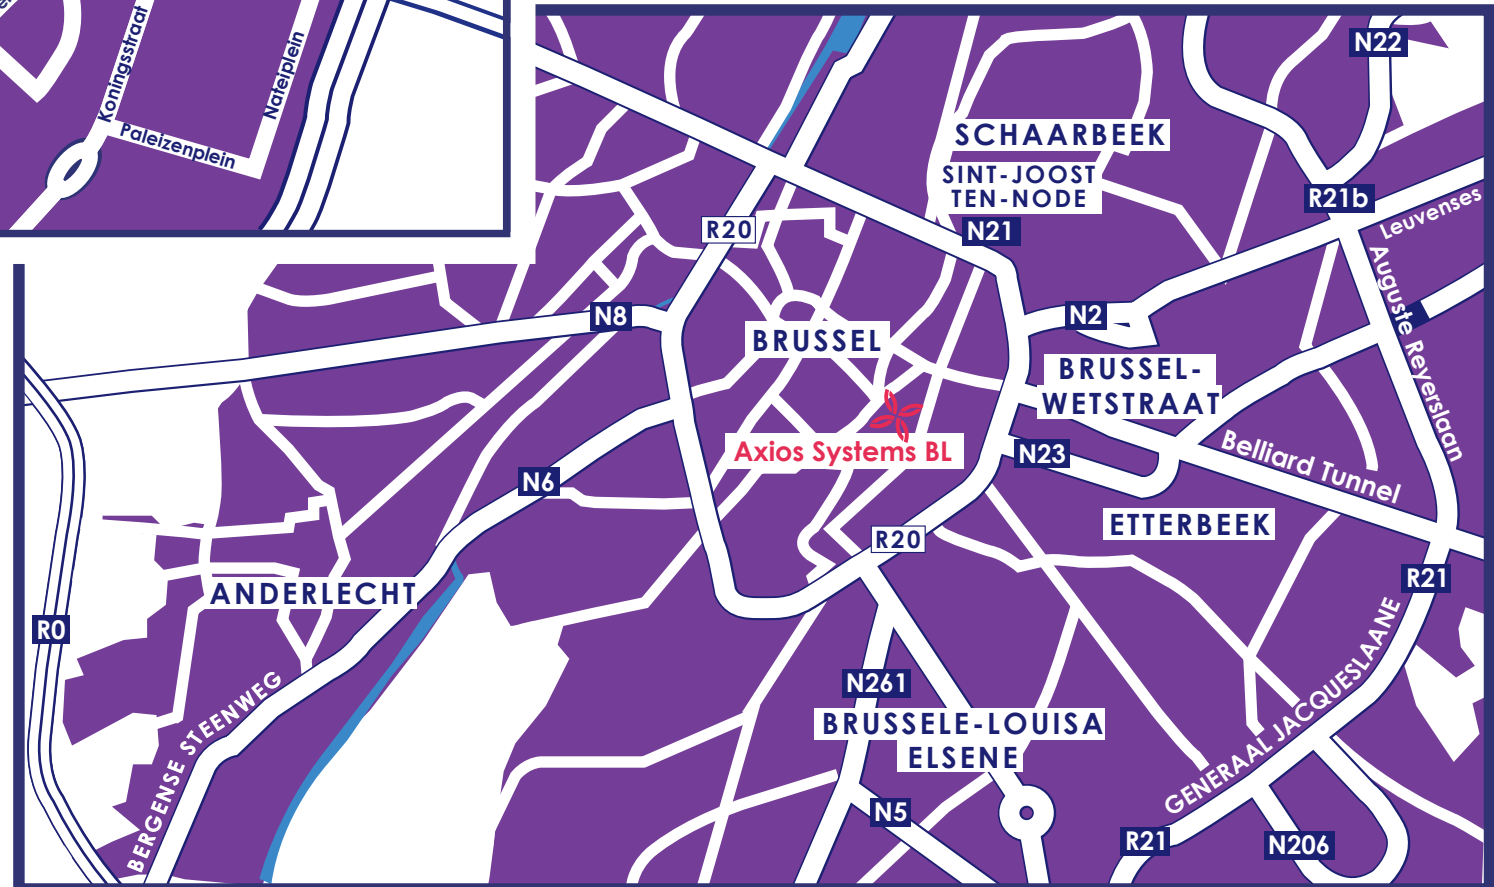 Koningsstraat
Nateiplein
Paleizenplein
N22
SCHAARBEEK
SINT-JOOST
TEN-NODE
R21b
Leuvenses
R20
N21
Auguste Reyerslaan
N8
N2
BRUSSEL
BRUSSEL-
WETSTRAAT
Axios Systems BL
N23
Belliard Tunnel
N6
ETTERBEEK
R20
R21
ANDERLECHT
R0
GENERAAL JACQUESLAANE
N261
BERGENSE STEENWEG
BRUSSELE-LOUISA
ELSENE
N5
R21
N206